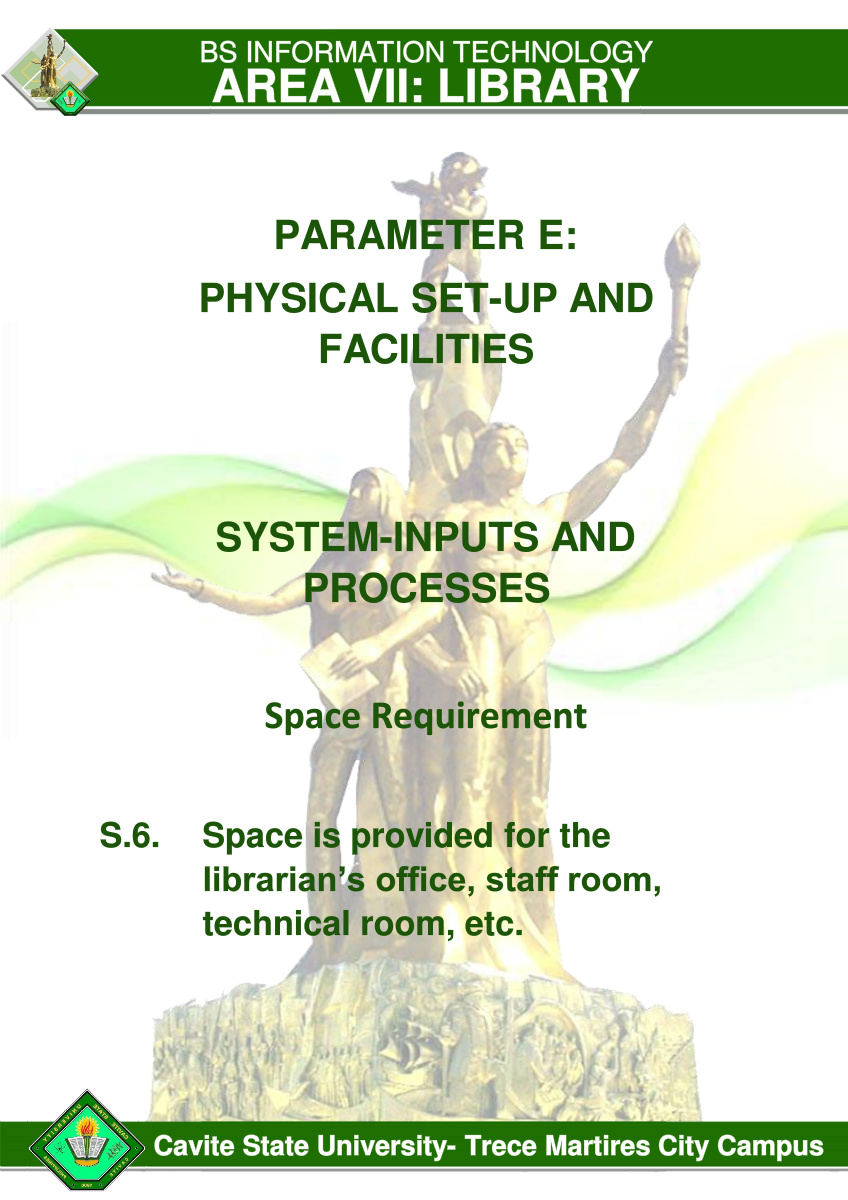 BS INFORMATION TECHNOLOGY
AREA VII: LIBRARY
PARAMETER E:
PHYSICAL SET-UP AND
FACILITIES
SYSTEM-INPUTS AND
PROCESSES
Space Requirement
S.6. Space is provided for the
librarian's office, staff room,
technical room, etc.
Cavite State University- Trece Martires City Campus